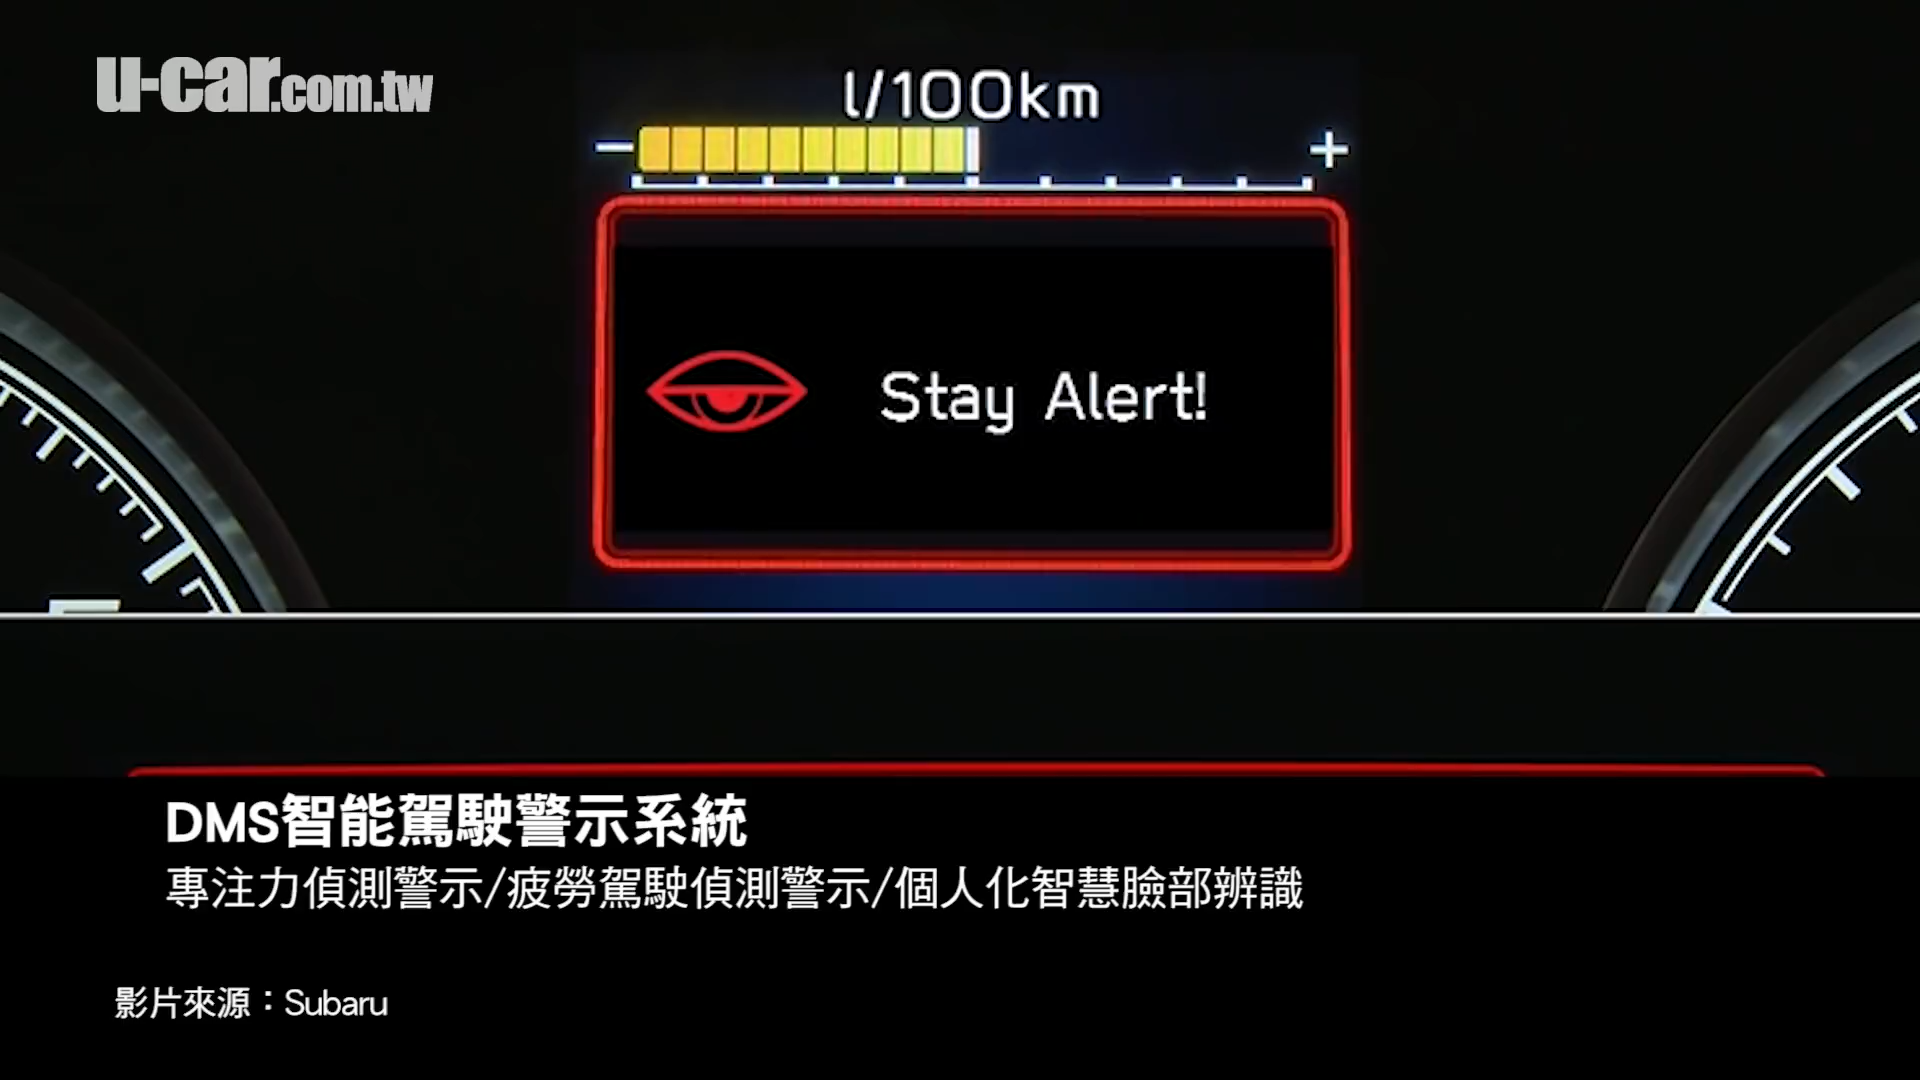 u-car.com.tw
l/100km
− +
Stay Alert!
DMS智能駕駛警示系統
專注力偵測警示/疲勞駕駛偵測警示/個人化智慧臉部辨識
影片來源：Subaru